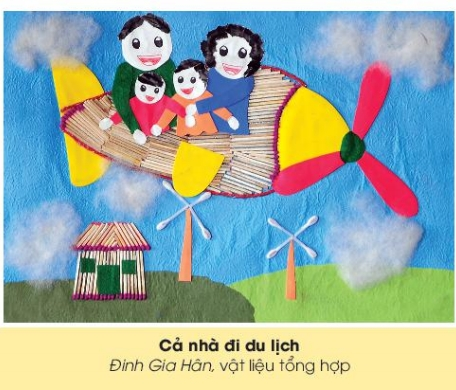 Cả nhà đi du lịch
Đinh Gia Hân, vật liệu tổng hợp